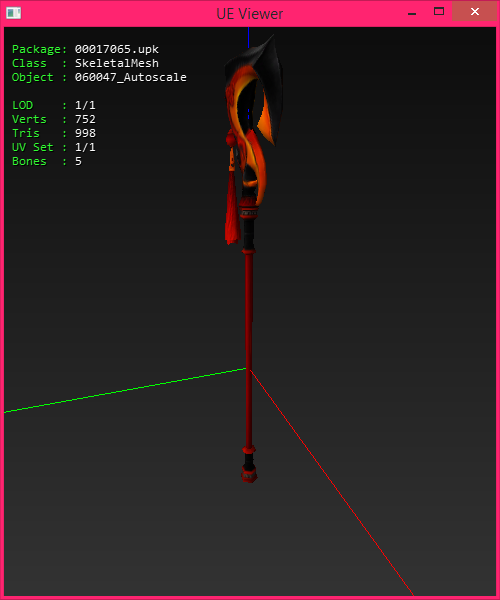 UE Viewer
Package: 00017065.upk
Class  : SkeletalMesh
Object : 060047_Autoscale
LOD    : 1/1
Verts  : 752
Tris   : 998
UV Set : 1/1
Bones  : 5